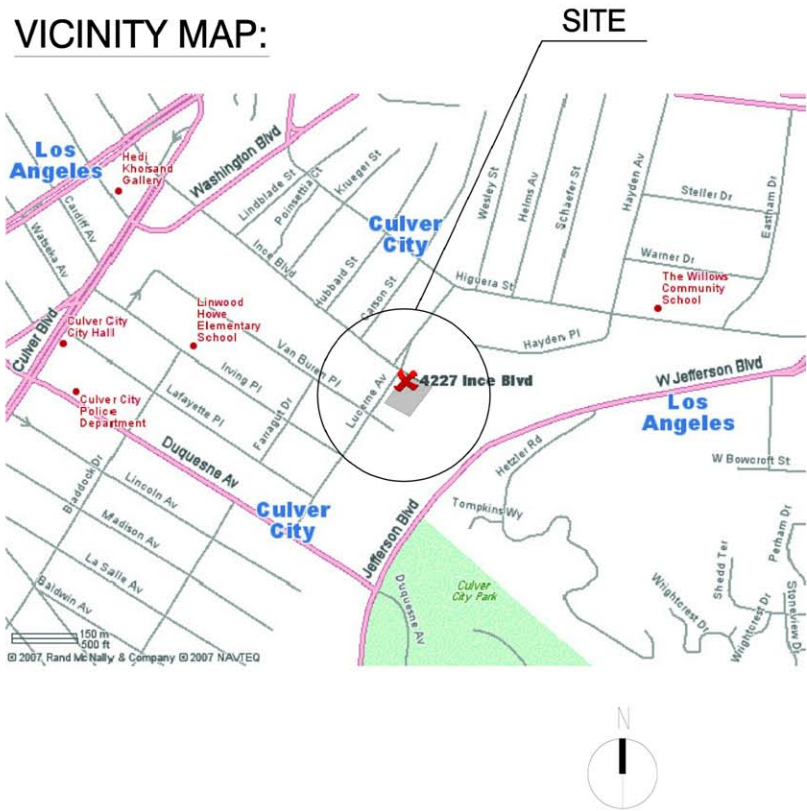 VICINITY MAP:
SITE
Los
Angeles
Hedi
Khorsand
Gallery
Washington Blvd
Lindblade St
Poinsettia Ct
Krueger St
Culver
City
Wesley St
Helms Av
Schaefer St
Hayden Av
Steller Dr
Eastham Dr
Cardiff Av
Watseka Av
Ince Blvd
Hubbard St
Carson St
Higuera St
Warner Dr
The Willows
Community
School
Culver Blvd
Culver City
City Hall
Linwood
Howe
Elementary
School
Van Buren Pl
Hayden Pl
Irving Pl
Lucerne Av
4227 Ince Blvd
W Jefferson Blvd
Los
Angeles
Culver City
Police
Department
Lafayette Pl
Farragut Dr
Duquesne Av
Hetzler Rd
W Bowcroft St
Braddock Dr
Lincoln Av
Madison Av
Culver
City
Jefferson Blvd
Tompkins Wy
La Salle Av
Baldwin Av
Duquesne Av
Culver
City Park
Wrightcrest Dr
Shedd Ter
Wrightcrest Dr
Perham Dr
Stoneview Dr
150 m
500 ft
© 2007 Rand McNally & Company © 2007 NAVTEQ
N